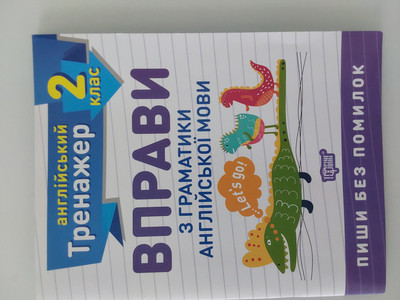 англійський
Тренажер
2
клас
ВПРАВИ
З ГРАМАТИКИ
АНГЛІЙСЬКОЇ МОВИ
Let's go!
ПИШИ БЕЗ ПОМИЛОК